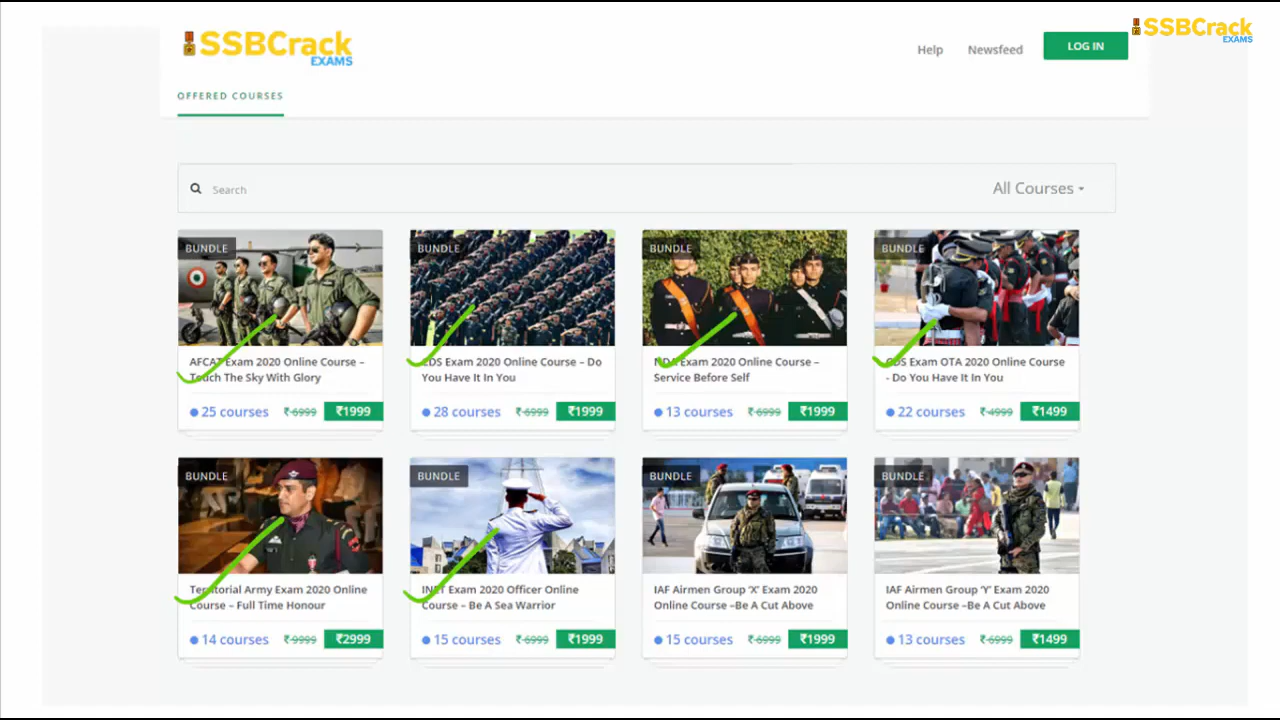 SSBCrack
EXAMS
Help
Newsfeed
LOG IN
SSBCrack
EXAMS
OFFERED COURSES
Search
All Courses
BUNDLE
BUNDLE
BUNDLE
BUNDLE
AFCAT Exam 2020 Online Course –
Touch The Sky With Glory
25 courses ₹6999 ₹1999
CDS Exam 2020 Online Course – Do
You Have It In You
28 courses ₹6999 ₹1999
NDA Exam 2020 Online Course –
Service Before Self
13 courses ₹6999 ₹1999
CDS Exam OTA 2020 Online Course
- Do You Have It In You
22 courses ₹4999 ₹1499
BUNDLE
BUNDLE
BUNDLE
BUNDLE
Territorial Army Exam 2020 Online
Course – Full Time Honour
14 courses ₹9999 ₹2999
INET Exam 2020 Officer Online
Course – Be A Sea Warrior
15 courses ₹6999 ₹1999
IAF Airmen Group ‘X’ Exam 2020
Online Course –Be A Cut Above
15 courses ₹6999 ₹1999
IAF Airmen Group ‘Y’ Exam 2020
Online Course –Be A Cut Above
13 courses ₹6999 ₹1499